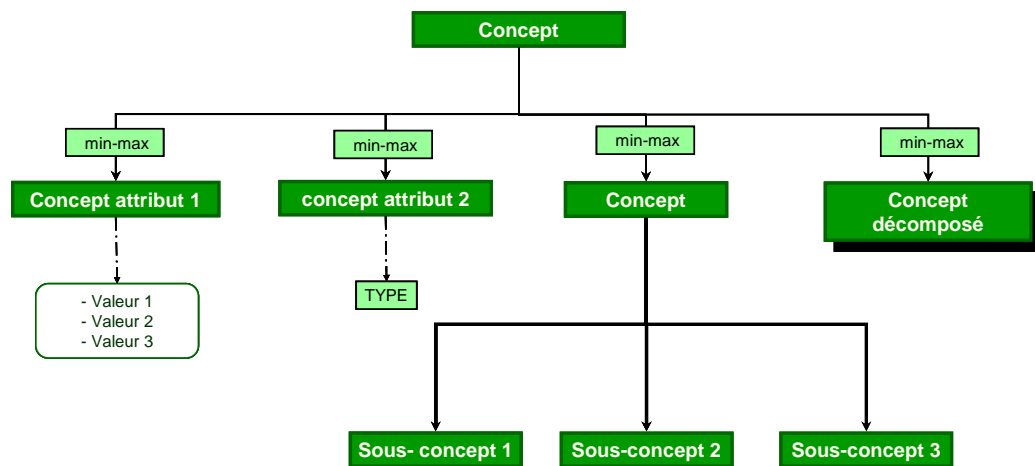 Concept
min-max
min-max
min-max
min-max
Concept attribut 1
concept attribut 2
Concept
Concept
décomposé
- Valeur 1
- Valeur 2
- Valeur 3
TYPE
Sous- concept 1
Sous-concept 2
Sous-concept 3